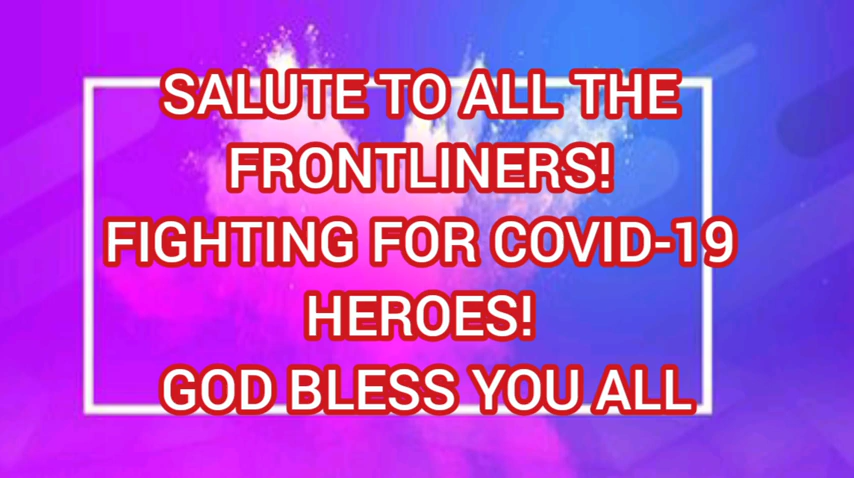 SALUTE TO ALL THE
FRONTLINERS!
FIGHTING FOR COVID-19
HEROES!
GOD BLESS YOU ALL